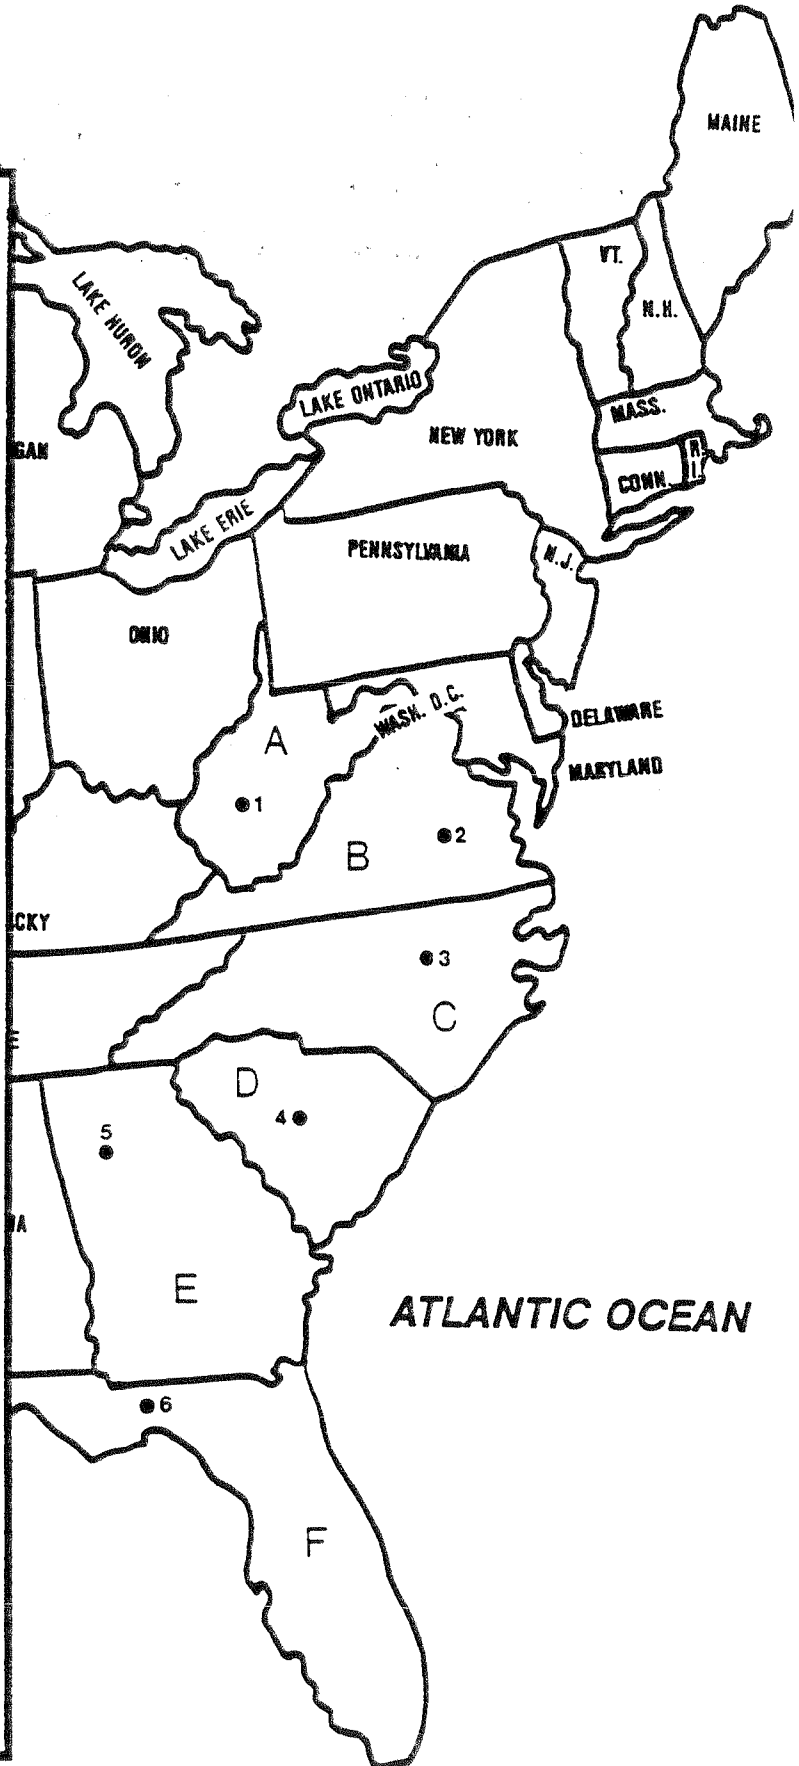 MAINE
VT.
N.H.
LAKE HURON
LAKE ONTARIO
MASS.
NEW YORK
R.
I.
CONN.
GAN
LAKE ERIE
PENNSYLVANIA
N.J.
OHIO
WASH. D.C.
DELAWARE
A
MARYLAND
1
2
B
CKY
3
C
E
D
4
5
A
E
ATLANTIC OCEAN
6
F